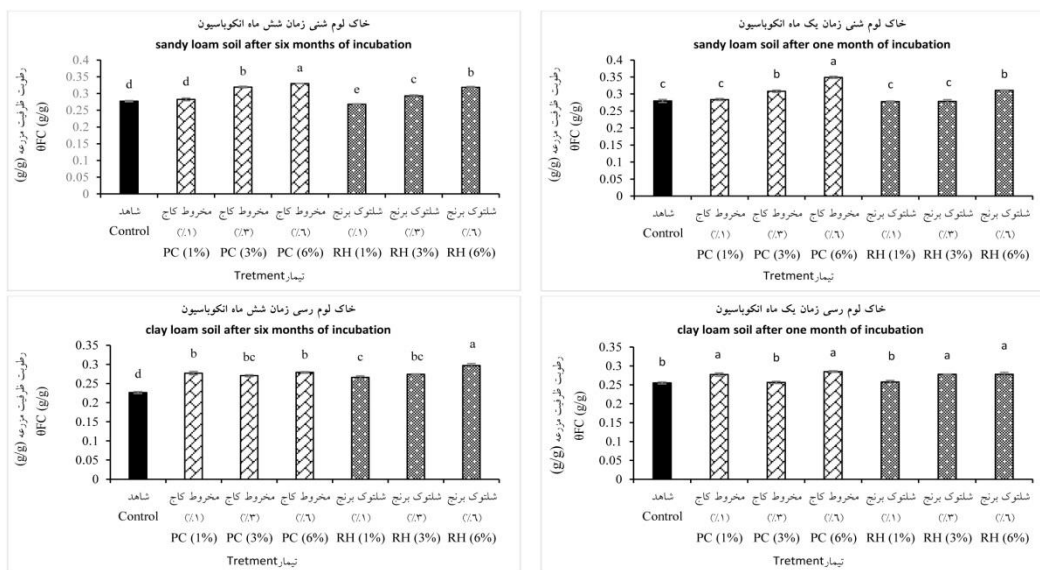 خاک لوم شنی زمان شش ماه انکوباسیون
sandy loam soil after six months of incubation
رطوبت ظرفیت مزرعه (g/g)
θFC (g/g)
0.4
0.35
0.3
0.25
0.2
0.15
0.1
0.05
0
d d b a e c b
شاهد مخروط کاج مخروط کاج مخروط کاج شلتوک برنج شلتوک برنج شلتوک برنج
Control (٪۱) (٪۳) (٪٦) (٪۱) (٪۳) (٪٦)
PC (1%) PC (3%) PC (6%) RH (1%) RH (3%) RH (6%)
تیمار Tretment
خاک لوم شنی زمان یک ماه انکوباسیون
sandy loam soil after one month of incubation
رطوبت ظرفیت مزرعه (g/g)
θFC (g/g)
0.4
0.35
0.3
0.25
0.2
0.15
0.1
0.05
0
c c b a c c b
شاهد مخروط کاج مخروط کاج مخروط کاج شلتوک برنج شلتوک برنج شلتوک برنج
Control (٪۱) (٪۳) (٪٦) (٪۱) (٪۳) (٪٦)
PC (1%) PC (3%) PC (6%) RH (1%) RH (3%) RH (6%)
تیمار Tretment
خاک لوم رسی زمان شش ماه انکوباسیون
clay loam soil after six months of incubation
رطوبت ظرفیت مزرعه (g/g)
θFC (g/g)
0.35
0.3
0.25
0.2
0.15
0.1
0.05
0
d b bc b c bc a
شاهد مخروط کاج مخروط کاج مخروط کاج شلتوک برنج شلتوک برنج شلتوک برنج
Control (٪۱) (٪۳) (٪٦) (٪۱) (٪۳) (٪٦)
PC (1%) PC (3%) PC (6%) RH (1%) RH (3%) RH (6%)
تیمار Tretment
خاک لوم رسی زمان یک ماه انکوباسیون
clay loam soil after one month of incubation
رطوبت ظرفیت مزرعه (g/g)
θFC (g/g)
0.35
0.3
0.25
0.2
0.15
0.1
0.05
0
b a b a b a a
شاهد مخروط کاج مخروط کاج مخروط کاج شلتوک برنج شلتوک برنج شلتوک برنج
Control (٪۱) (٪۳) (٪٦) (٪۱) (٪۳) (٪٦)
PC (1%) PC (3%) PC (6%) RH (1%) RH (3%) RH (6%)
تیمار Tretment